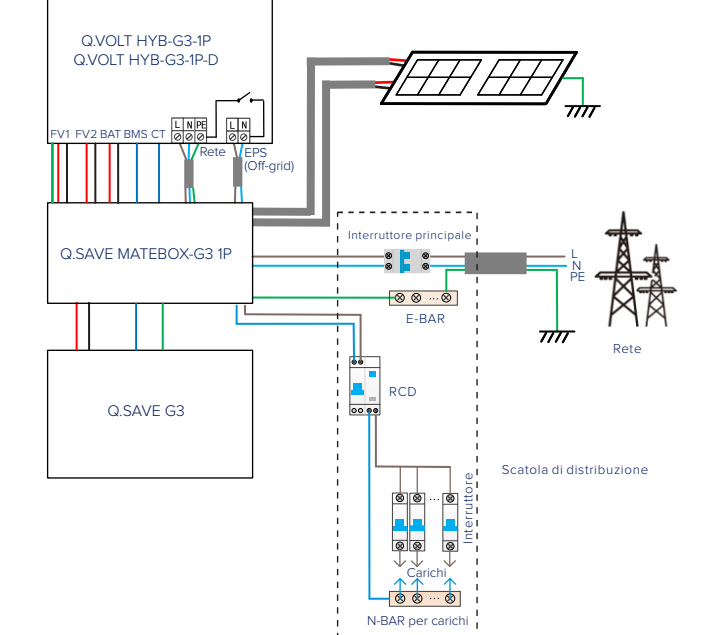 Q.VOLT HYB-G3-1P
Q.VOLT HYB-G3-1P-D
L N PE
L N
FV1 FV2 BAT BMS CT
Rete
EPS
(Off-grid)
Q.SAVE MATEBOX-G3 1P
Interruttore principale
L
N
PE
...
E-BAR
Rete
RCD
Q.SAVE G3
Scatola di distribuzione
...
Interruttore
Carichi
...
N-BAR per carichi